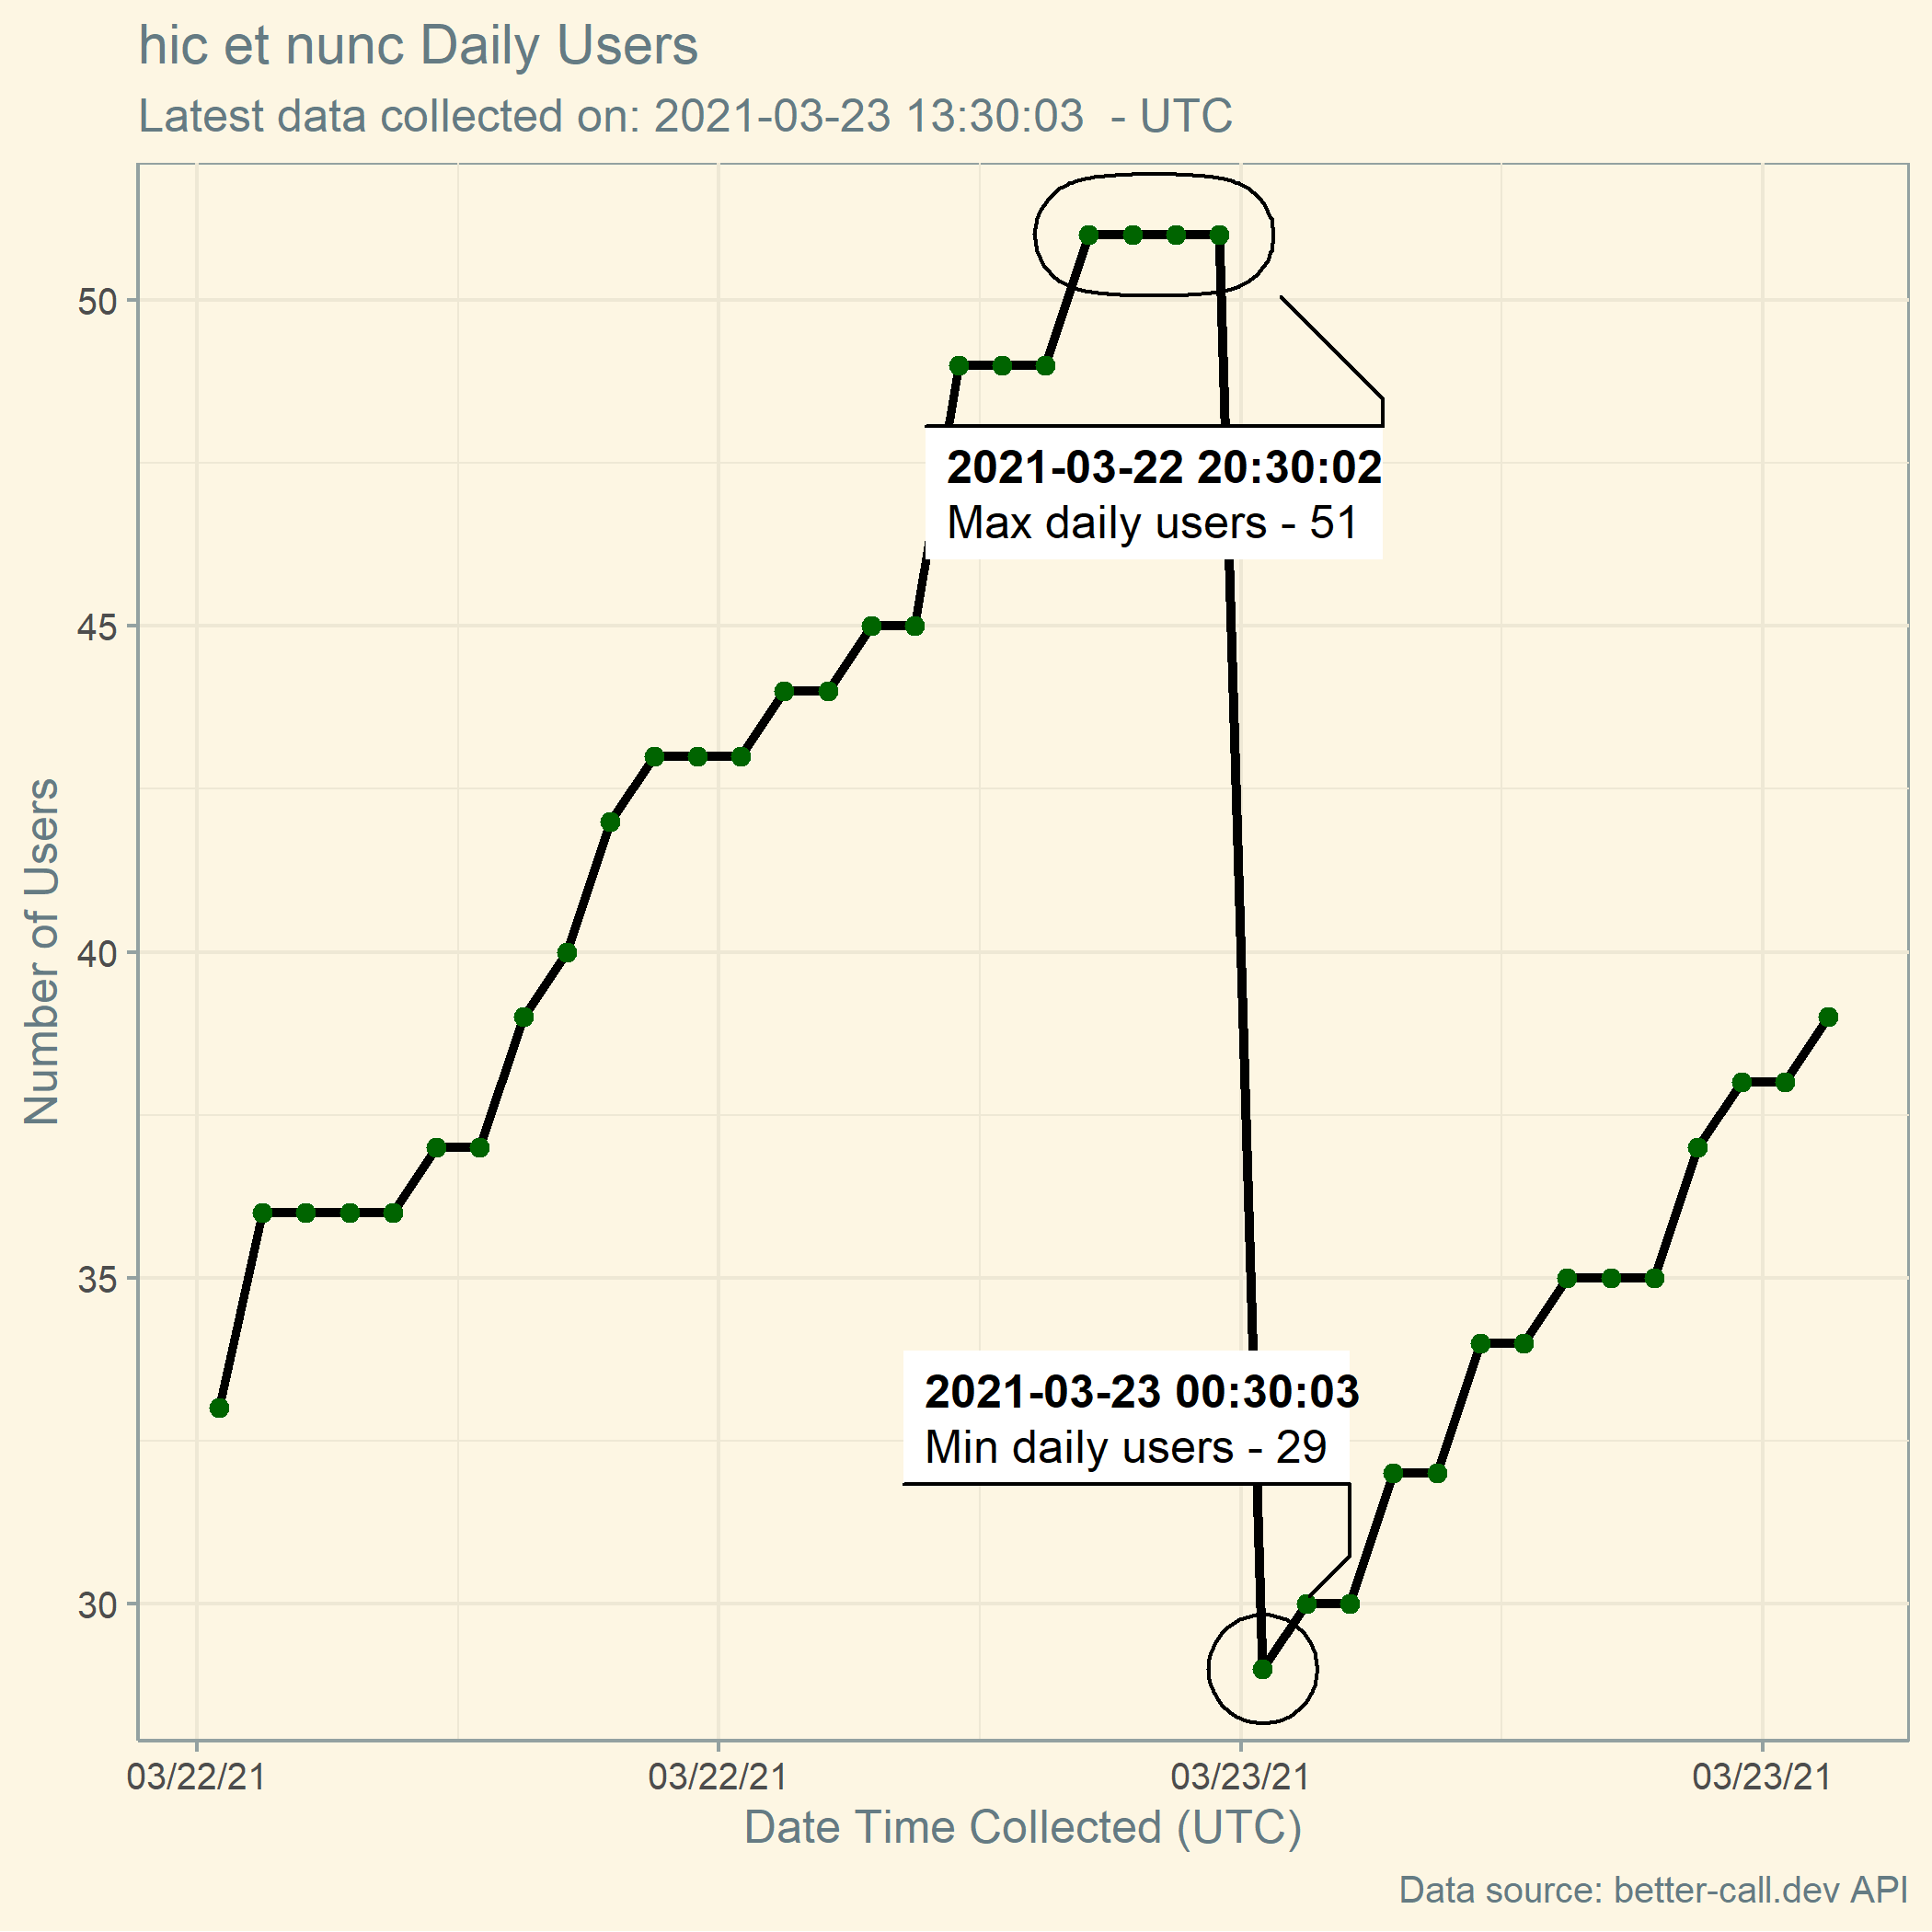 hic et nunc Daily Users
Latest data collected on: 2021-03-23 13:30:03  - UTC
Number of Users
50
45
40
35
30
2021-03-22 20:30:02
Max daily users - 51
2021-03-23 00:30:03
Min daily users - 29
03/22/21
03/22/21
03/23/21
03/23/21
Date Time Collected (UTC)
Data source: better-call.dev API